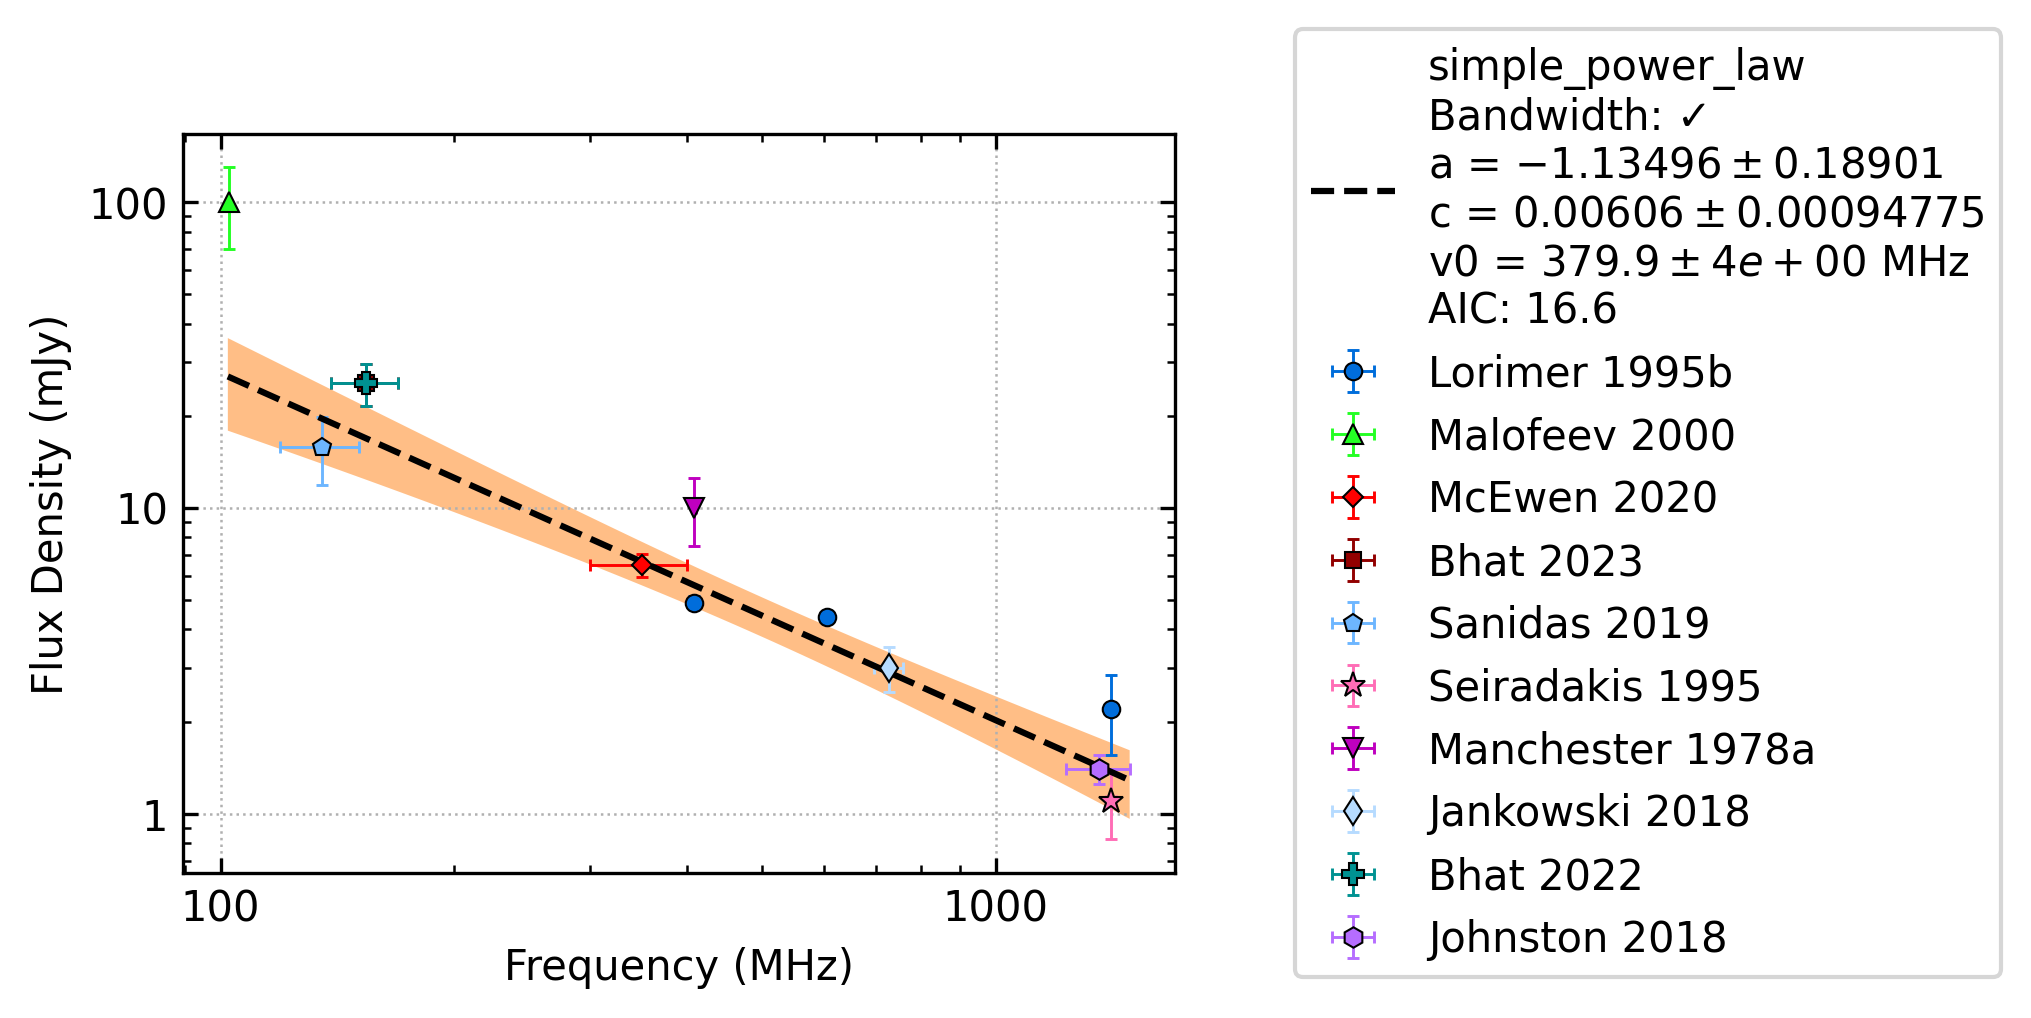 100
10
1
Flux Density (mJy)
100
1000
Frequency (MHz)
simple_power_law
Bandwidth: ✓
a = −1.13496 ± 0.18901
c = 0.00606 ± 0.00094775
v0 = 379.9 ± 4e + 00 MHz
AIC: 16.6
Lorimer 1995b
Malofeev 2000
McEwen 2020
Bhat 2023
Sanidas 2019
Seiradakis 1995
Manchester 1978a
Jankowski 2018
Bhat 2022
Johnston 2018